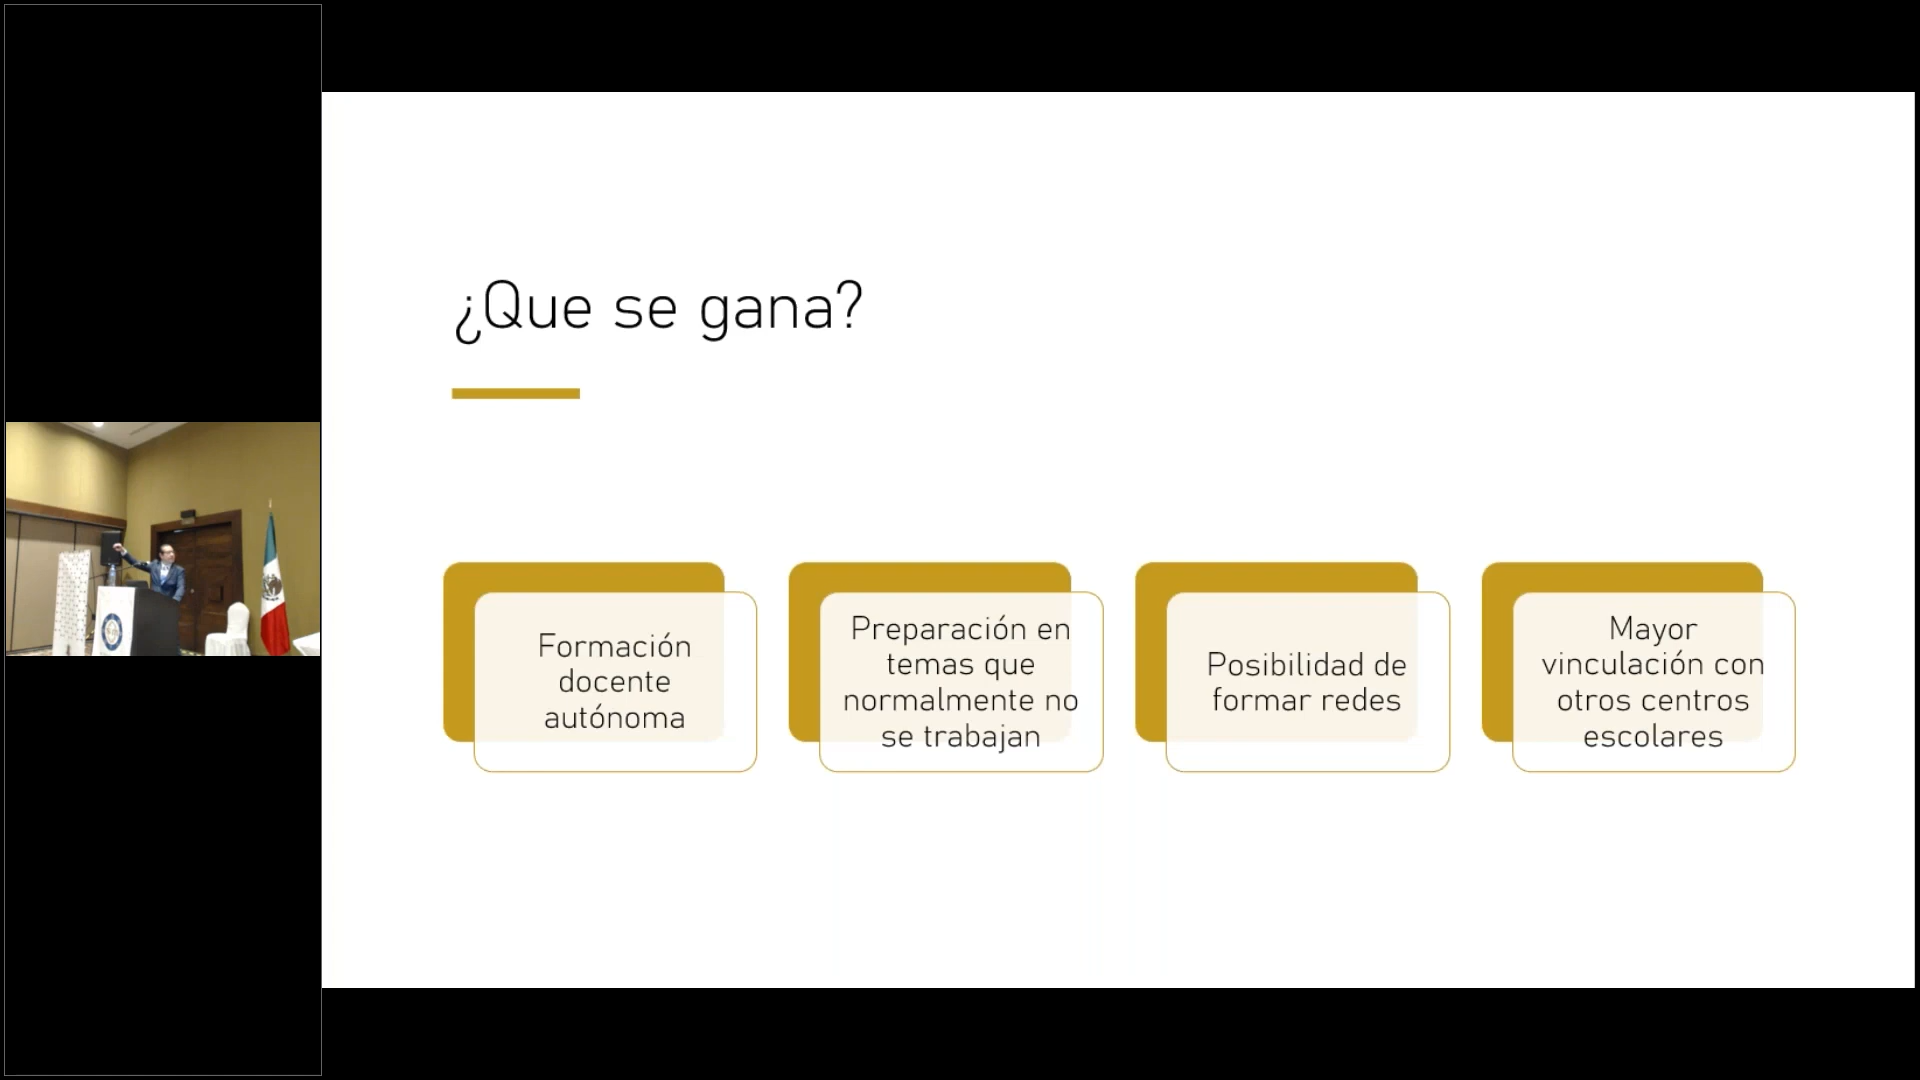 ¿Que se gana?
Formación
docente
autónoma
Preparación en
temas que
normalmente no
se trabajan
Posibilidad de
formar redes
Mayor
vinculación con
otros centros
escolares